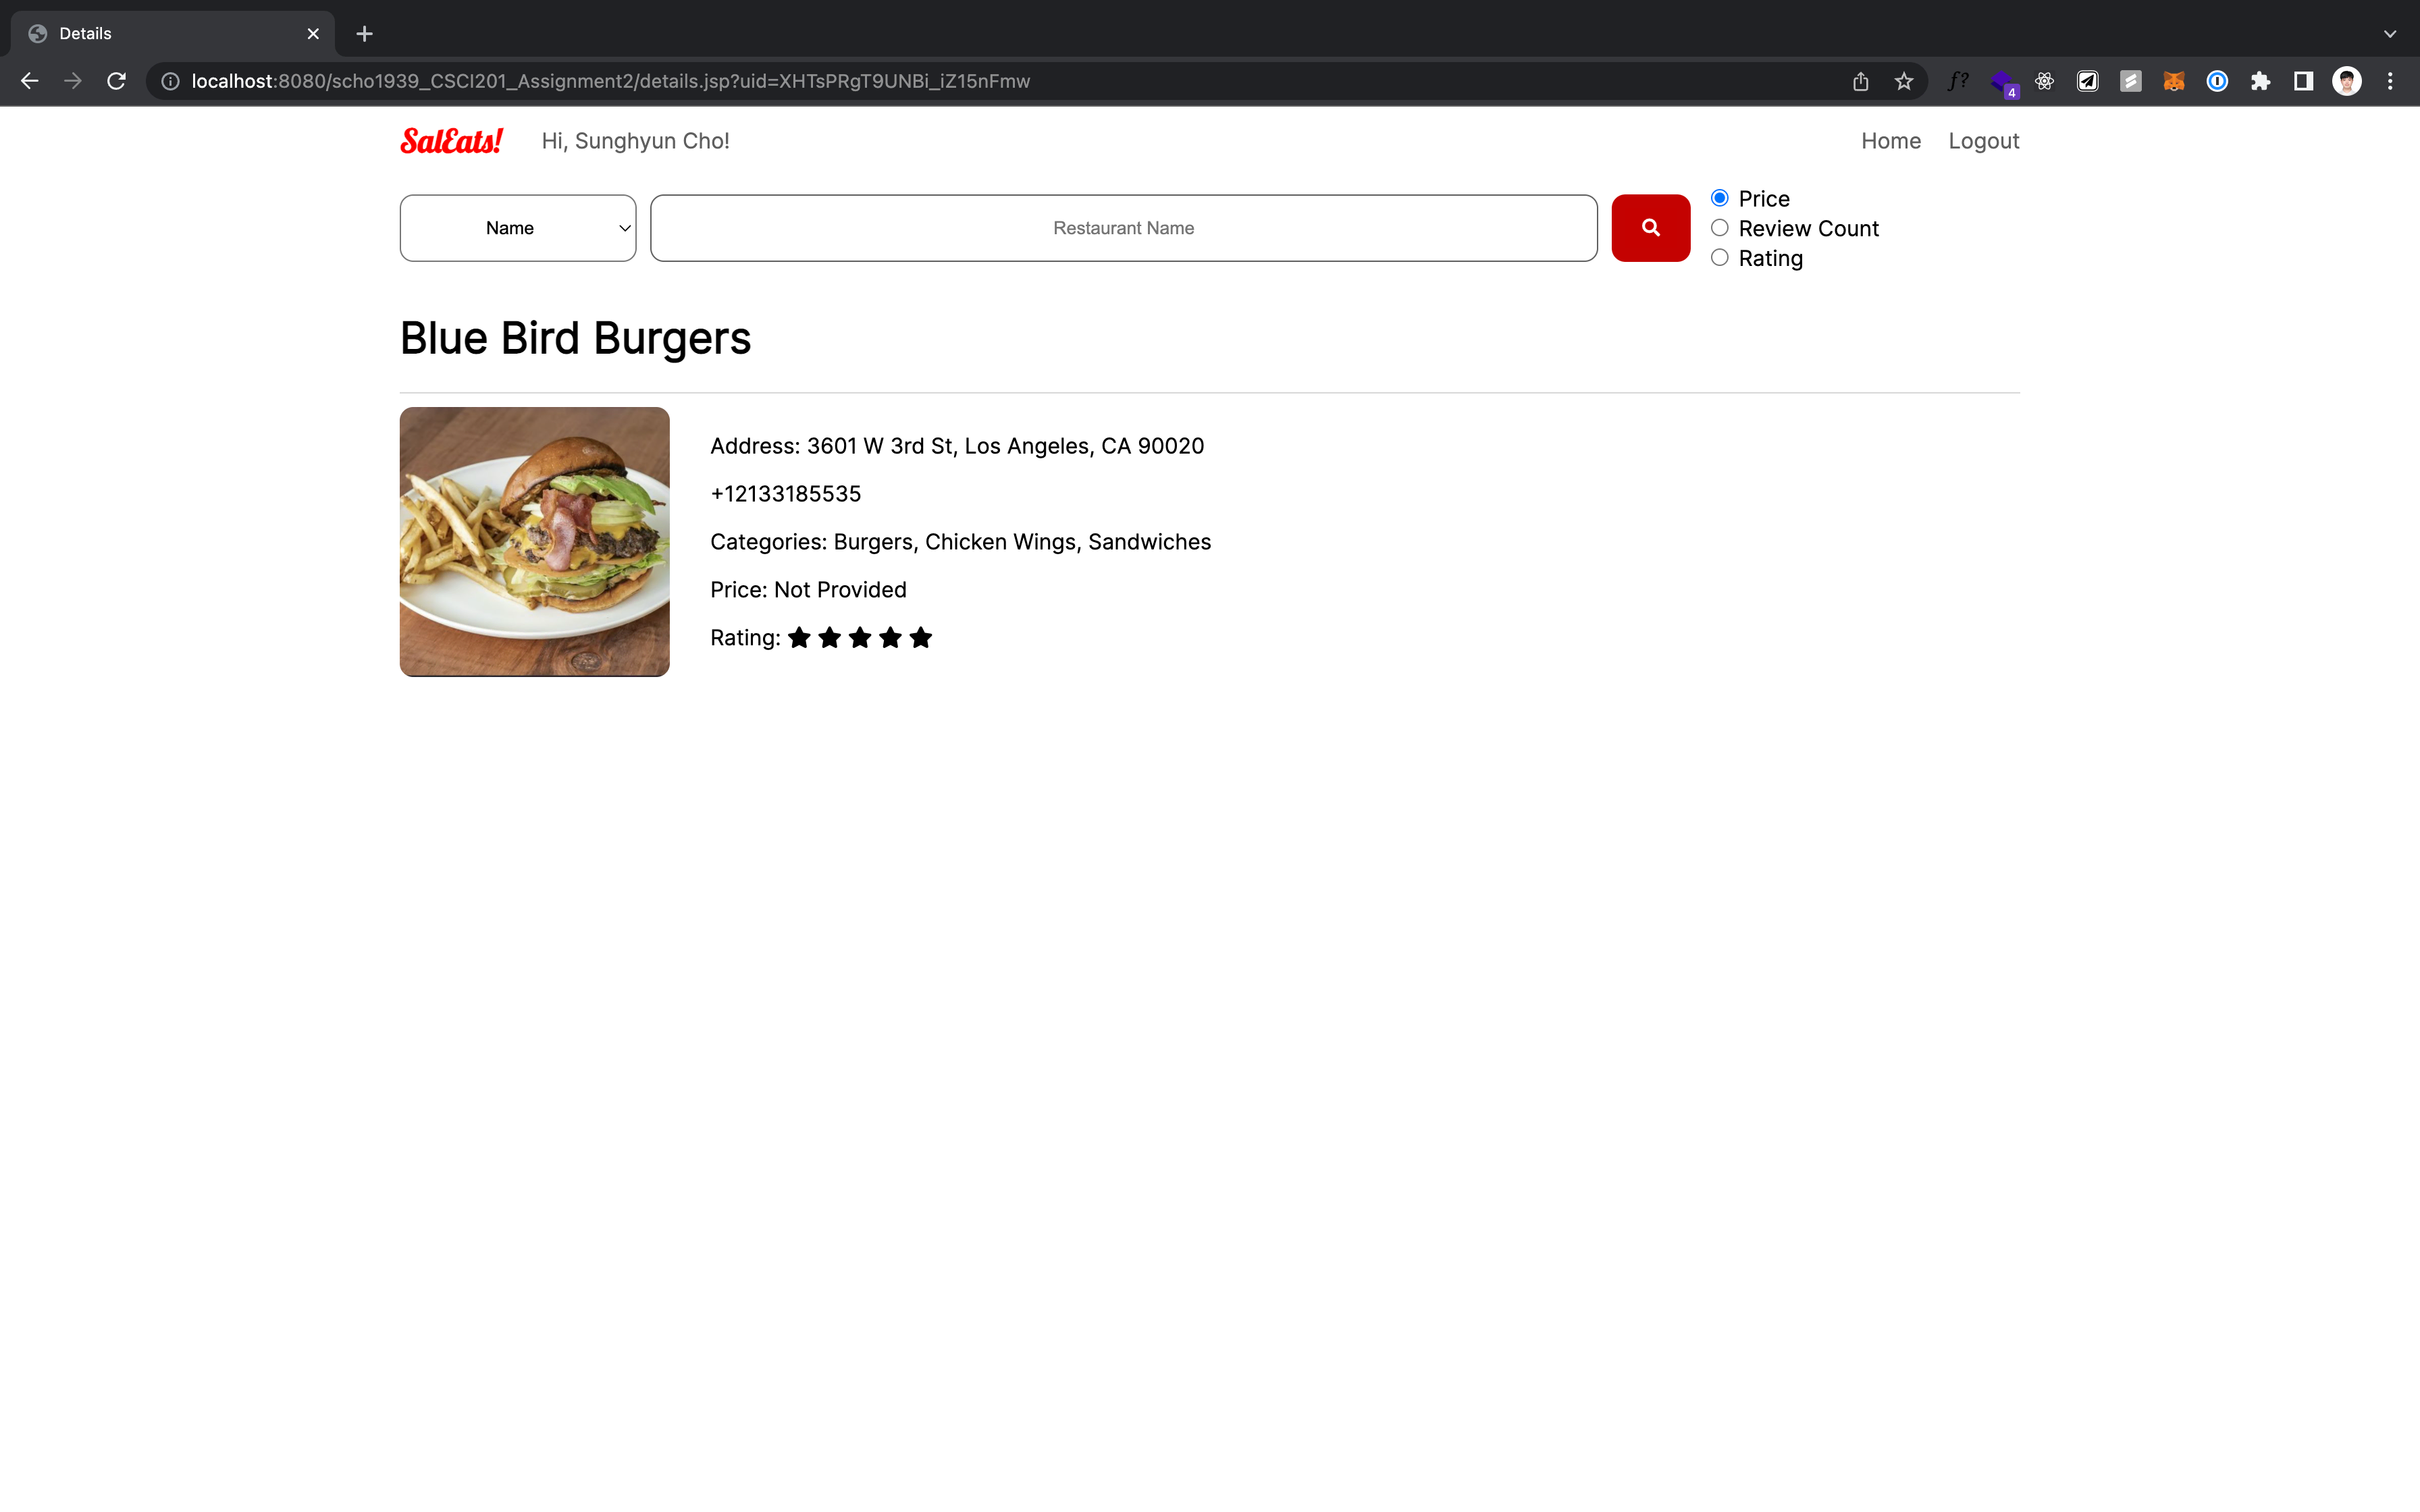 Details
localhost:8080/scho1939_CSCI201_Assignment2/details.jsp?uid=XHTsPRgT9UNBi_iZ15nFmw
f?
4
SalEats!
Hi, Sunghyun Cho!
Home
Logout
Name
Restaurant Name
Price
Review Count
Rating
Blue Bird Burgers
Address: 3601 W 3rd St, Los Angeles, CA 90020
+12133185535
Categories: Burgers, Chicken Wings, Sandwiches
Price: Not Provided
Rating: